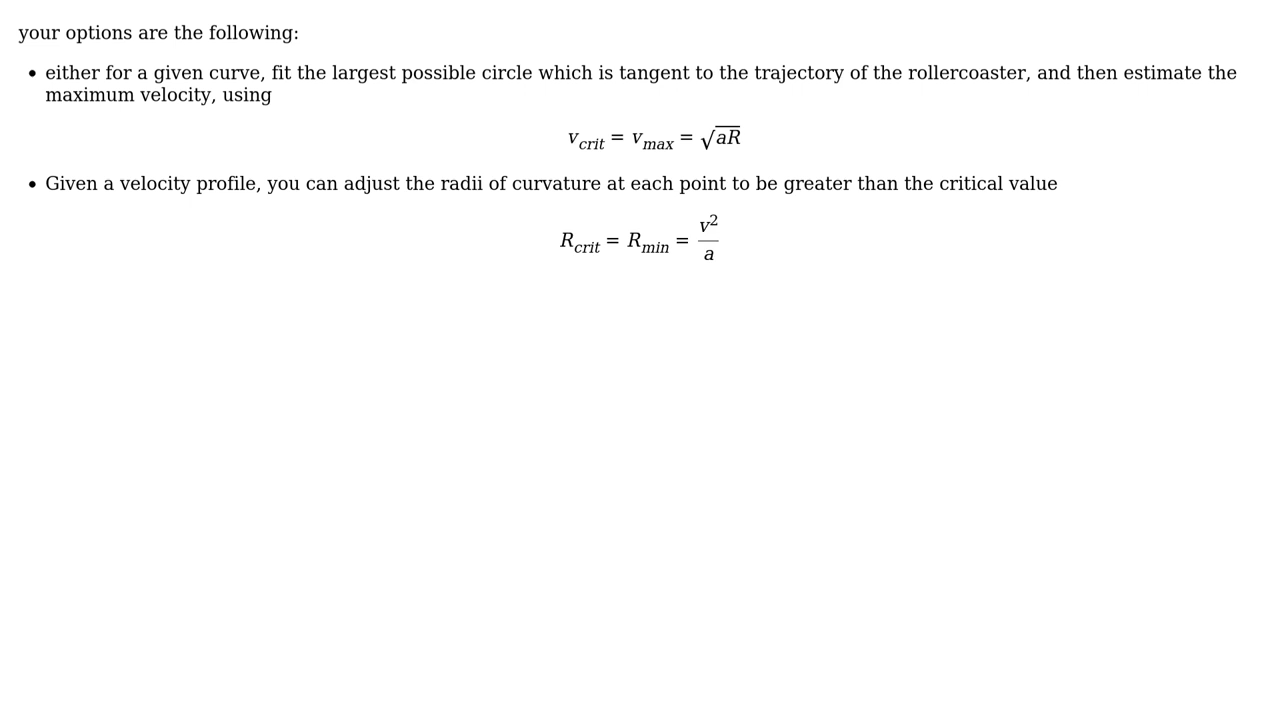 your options are the following:
• either for a given curve, fit the largest possible circle which is tangent to the trajectory of the rollercoaster, and then estimate the
maximum velocity, using
v_crit = v_max = √aR
• Given a velocity profile, you can adjust the radii of curvature at each point to be greater than the critical value
R_crit = R_min = v²/a